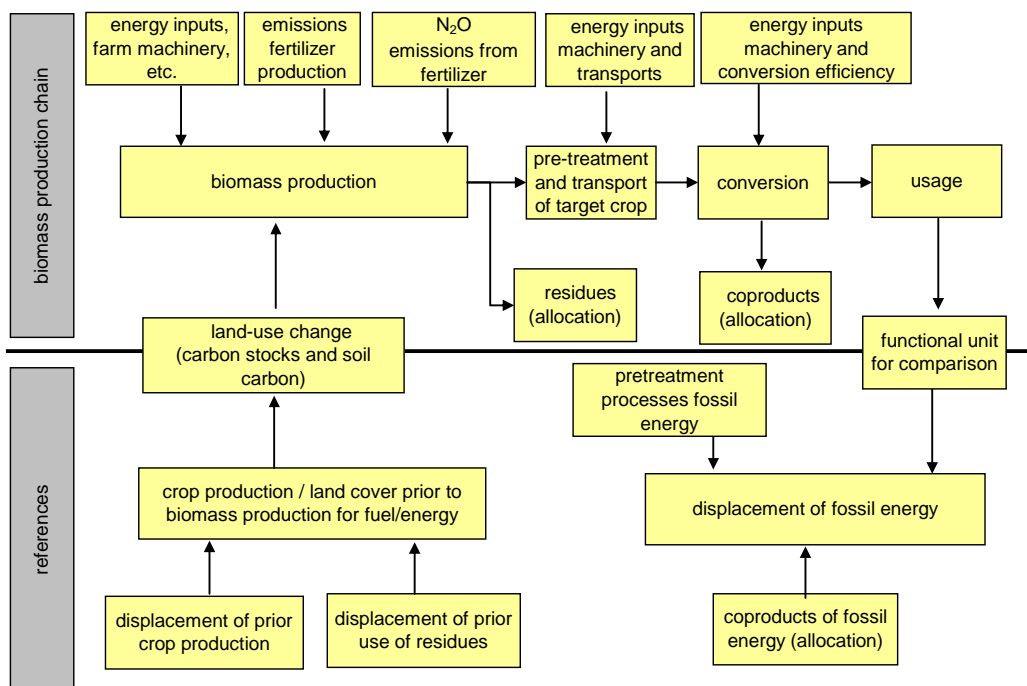 biomass production chain
energy inputs,
farm machinery,
etc.
emissions
fertilizer
production
N₂O
emissions from
fertilizer
energy inputs
machinery and
transports
energy inputs
machinery and
conversion efficiency
biomass production
pre-treatment
and transport
of target crop
conversion
usage
residues
(allocation)
coproducts
(allocation)
land-use change
(carbon stocks and soil
carbon)
functional unit
for comparison
references
pretreatment
processes fossil
energy
crop production / land cover prior to
biomass production for fuel/energy
displacement of fossil energy
displacement of prior
crop production
displacement of prior
use of residues
coproducts of fossil
energy (allocation)